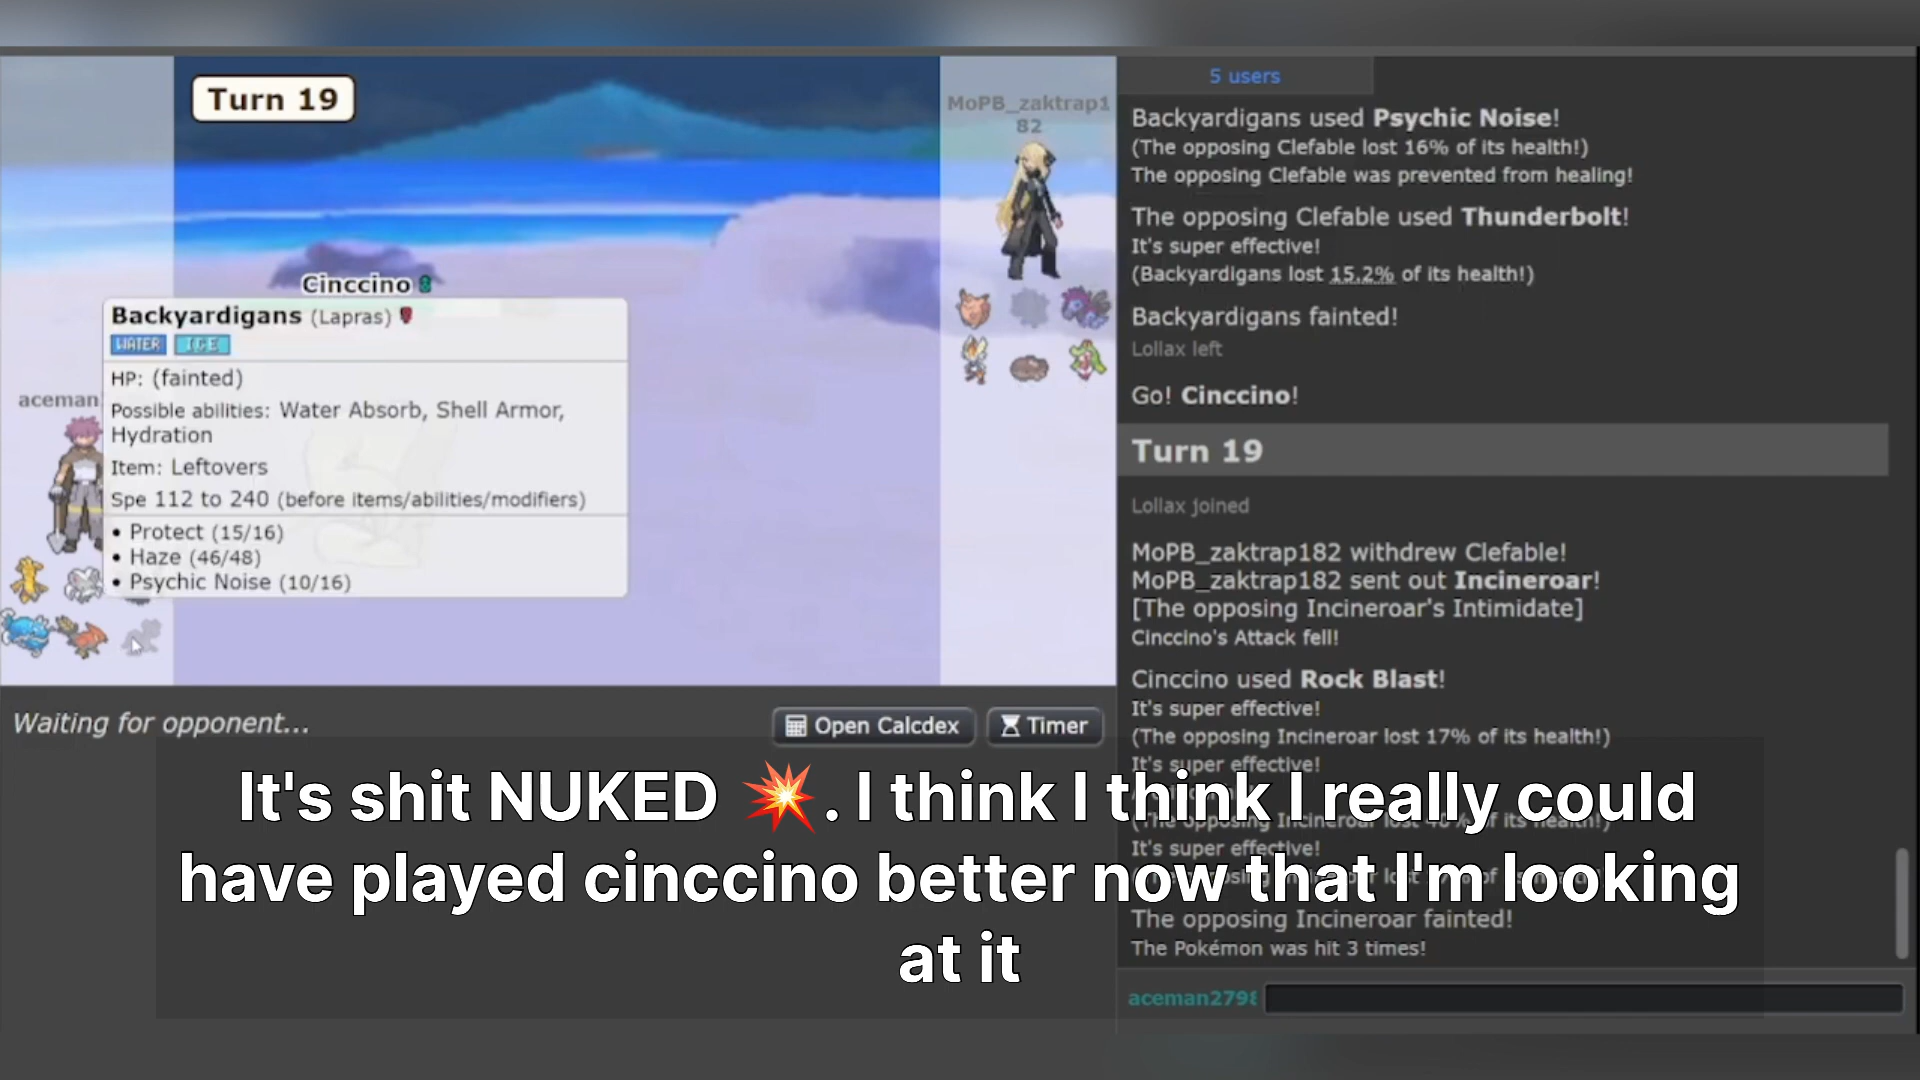 Turn 19
MoPB_zaktrap1
82
Cinccino
Backyardigans (Lapras)
WATER ICE
HP: (fainted)
Possible abilities: Water Absorb, Shell Armor,
Hydration
Item: Leftovers
Spe 112 to 240 (before items/abilities/modifiers)
• Protect (15/16)
• Haze (46/48)
• Psychic Noise (10/16)
aceman
Waiting for opponent...
Open Calcdex
Timer
5 users
Backyardigans used Psychic Noise!
(The opposing Clefable lost 16% of its health!)
The opposing Clefable was prevented from healing!
The opposing Clefable used Thunderbolt!
It's super effective!
(Backyardigans lost 15.2% of its health!)
Backyardigans fainted!
Lollax left
Go! Cinccino!
Turn 19
Lollax joined
MoPB_zaktrap182 withdrew Clefable!
MoPB_zaktrap182 sent out Incineroar!
[The opposing Incineroar's Intimidate]
Cinccino's Attack fell!
Cinccino used Rock Blast!
It's super effective!
(The opposing Incineroar lost 17% of its health!)
It's super effective!
(The opposing Incineroar lost of its health!)
It's super effective!
The opposing Incineroar fainted!
The Pokémon was hit 3 times!
aceman2798
It's shit NUKED 💥. I think I think I really could
have played cinccino better now that I'm looking
at it